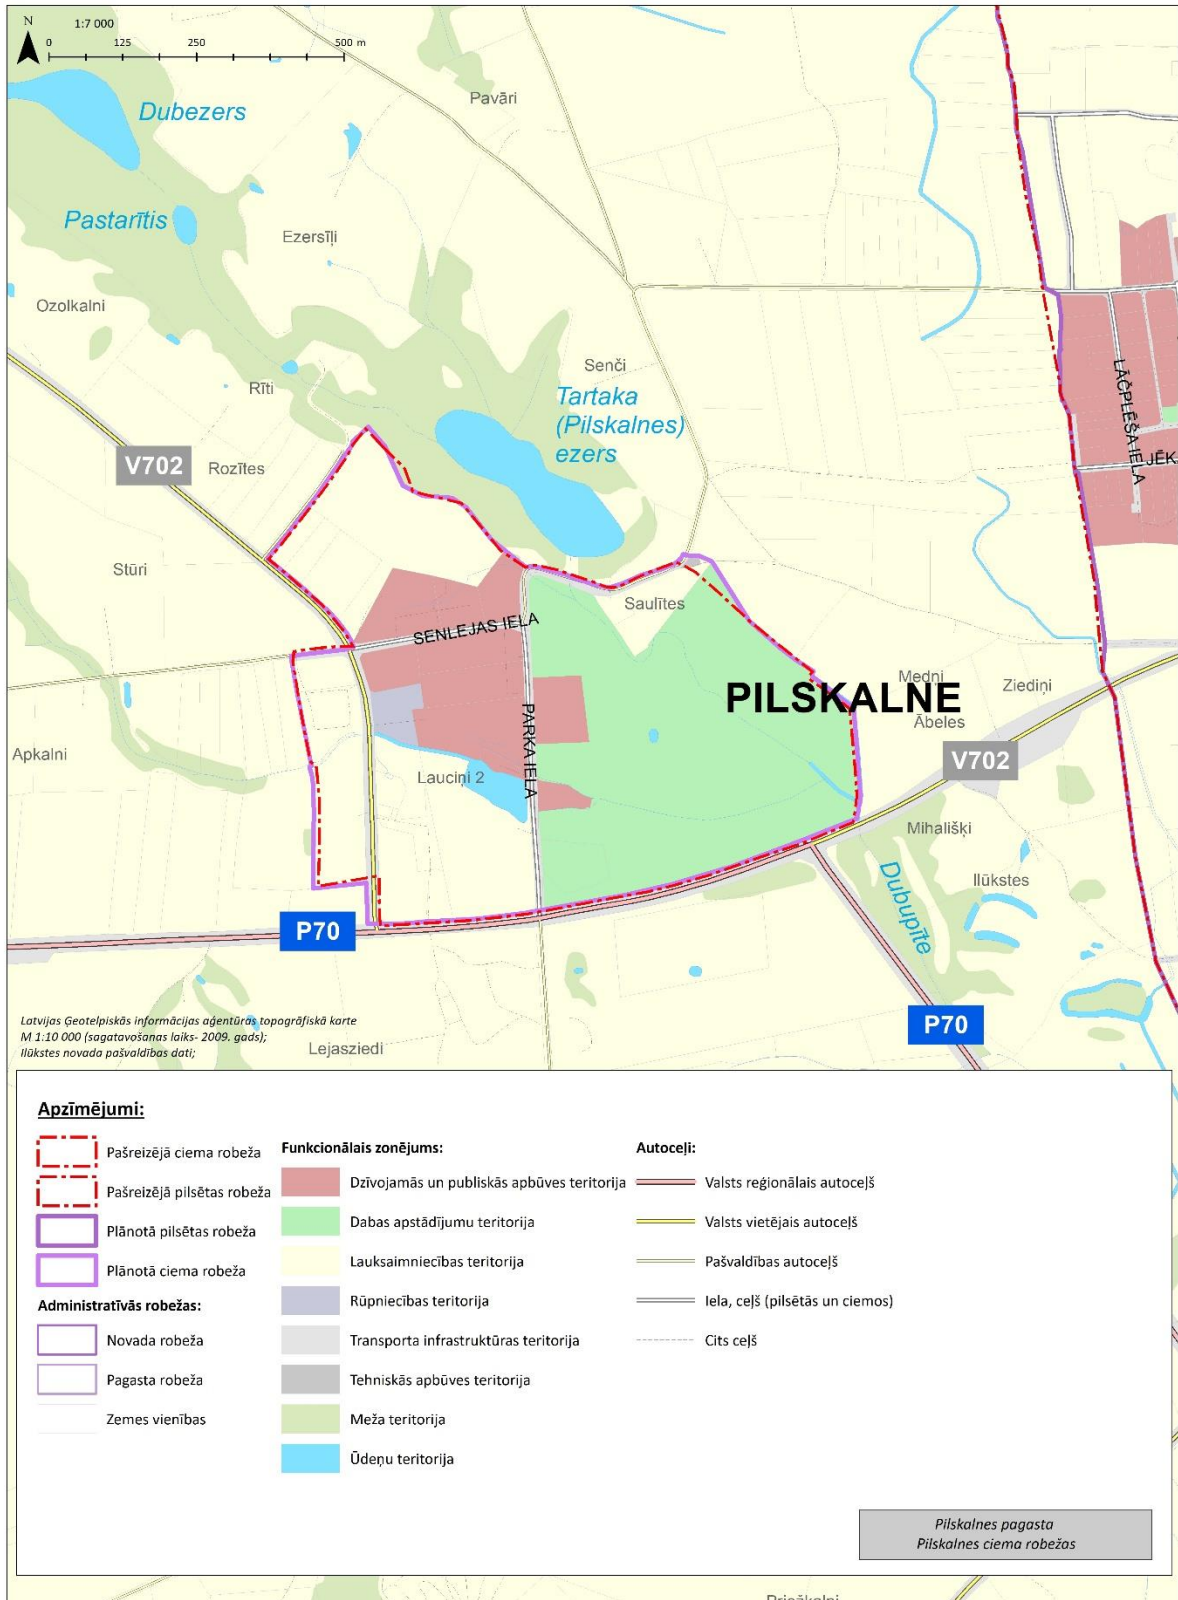 N
1:7 000
0 125 250 500 m
Pavāri
Dubezers
Pastarītis
Ezersīļi
Ozolkalni
Rīti
Senči
Tartaka
(Pilskalnes)
ezers
LĀČPLĒŠA IELA
JĒK
V702
Rozītes
Stūri
Saulītes
SENLEJAS IELA
PILSKALNE
Medņi
Ziediņi
Ābeles
PARKA IELA
Apkalni
Lauciņi 2
V702
Mihališķi
Ilūkstes
Dubupīte
P70
P70
Latvijas Ģeotelpiskās informācijas aģentūras topogrāfiskā karte
M 1:10 000 (sagatavošanas laiks- 2009. gads);
Ilūkstes novada pašvaldības dati;
Lejasziedi
Apzīmējumi:
Pašreizējā ciema robeža
Pašreizējā pilsētas robeža
Plānotā pilsētas robeža
Plānotā ciema robeža
Administratīvās robežas:
Novada robeža
Pagasta robeža
Zemes vienības
Funkcionālais zonējums:
Dzīvojamās un publiskās apbūves teritorija
Dabas apstādījumu teritorija
Lauksaimniecības teritorija
Rūpniecības teritorija
Transporta infrastruktūras teritorija
Tehniskās apbūves teritorija
Meža teritorija
Ūdeņu teritorija
Autoceļi:
Valsts reģionālais autoceļš
Valsts vietējais autoceļš
Pašvaldības autoceļš
Iela, ceļš (pilsētās un ciemos)
Cits ceļš
Pilskalnes pagasta
Pilskalnes ciema robežas